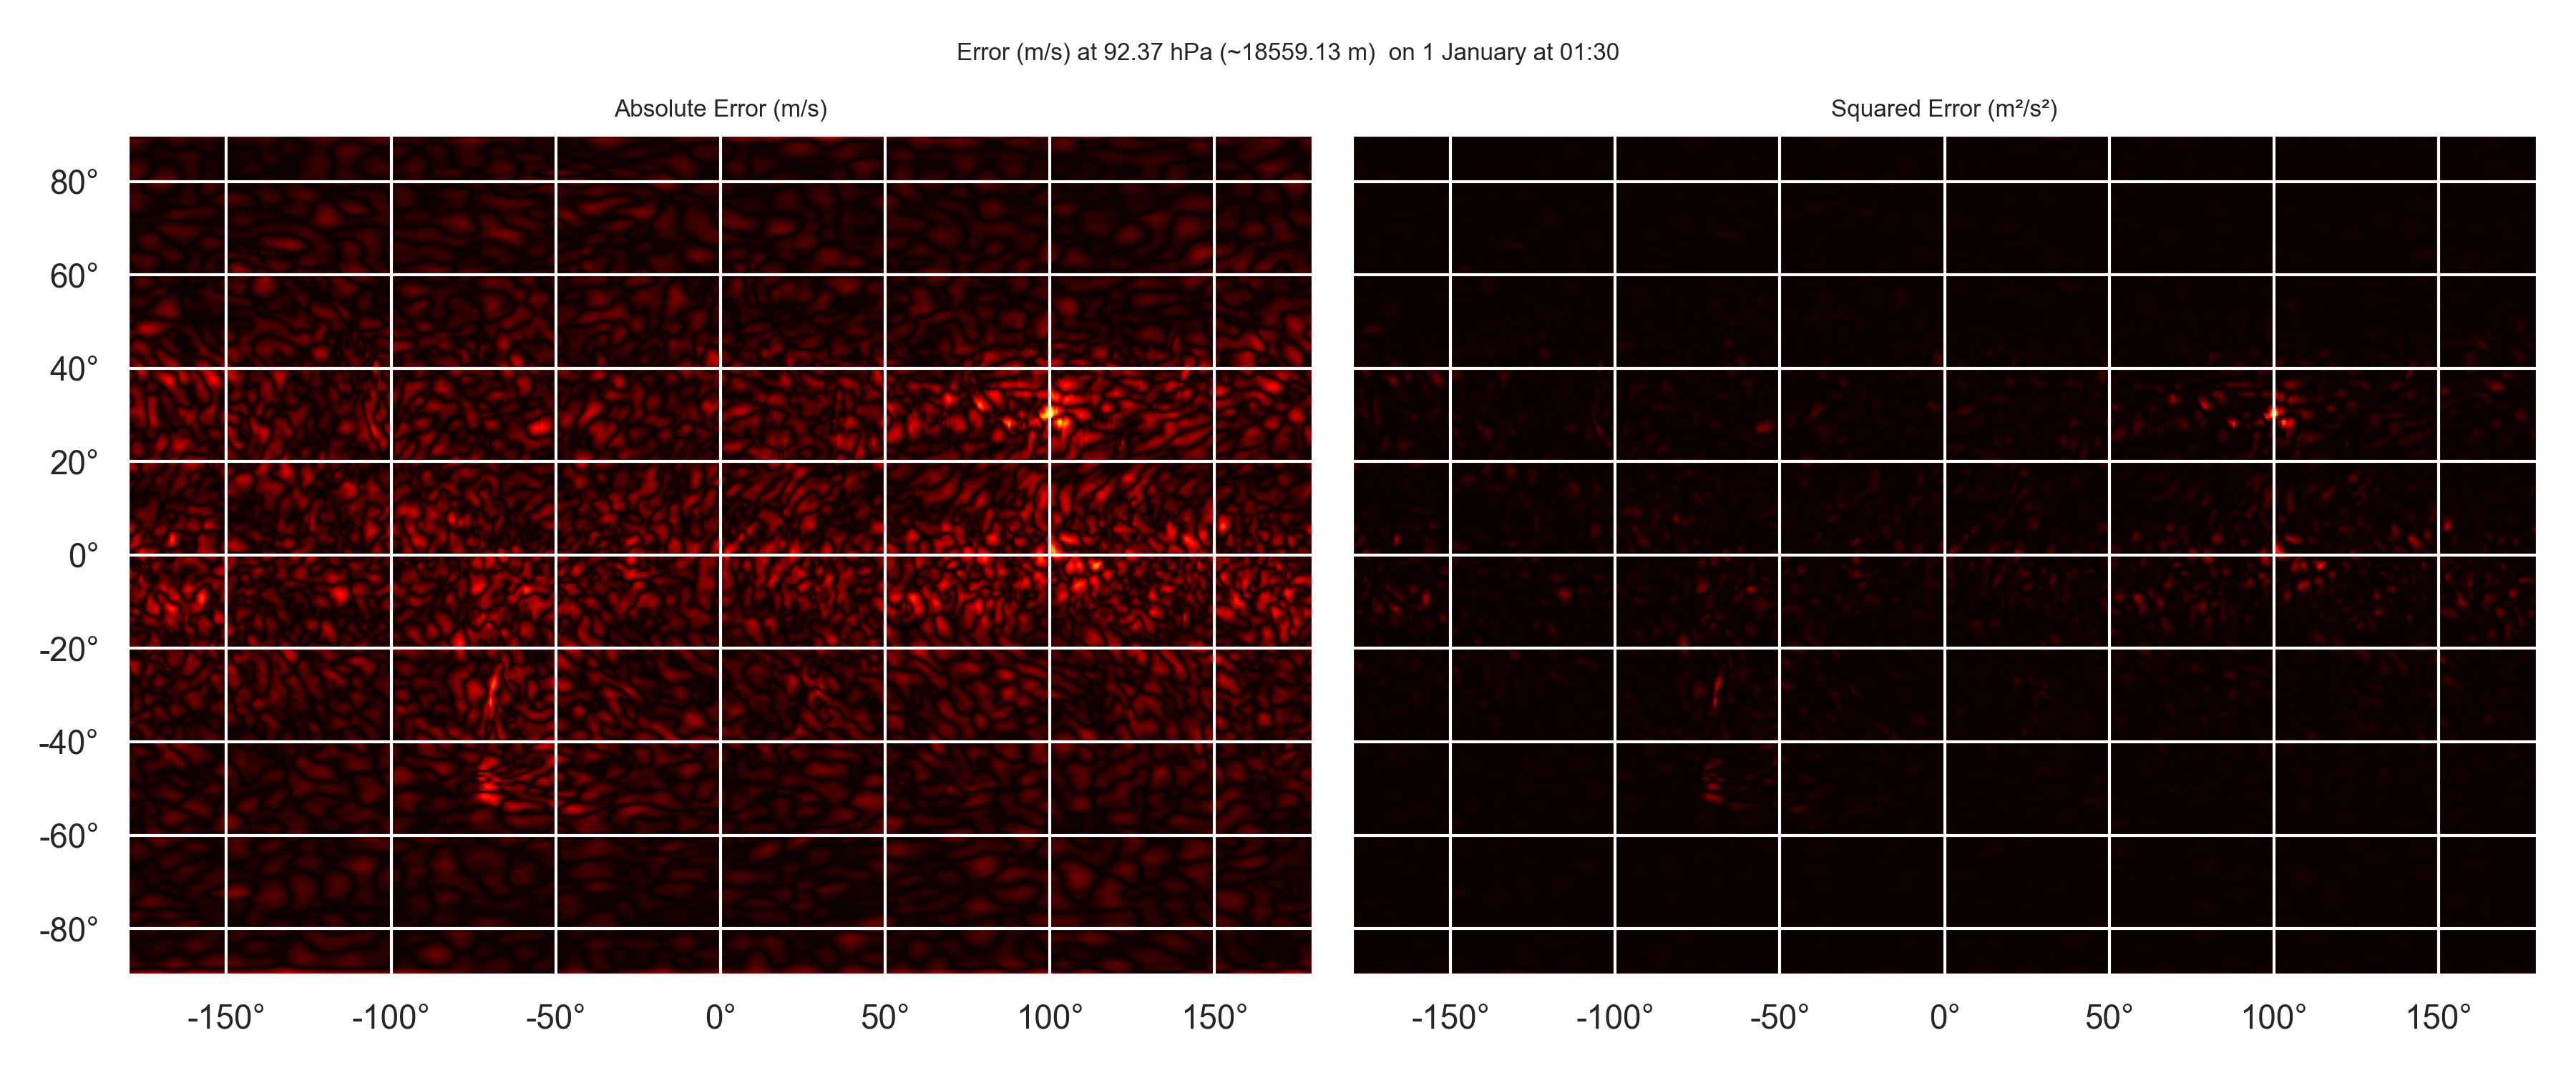 Error (m/s) at 92.37 hPa (~18559.13 m)  on 1 January at 01:30
Absolute Error (m/s)
Squared Error (m²/s²)
80°
60°
40°
20°
0°
-20°
-40°
-60°
-80°
-150° -100° -50° 0° 50° 100° 150°
-150° -100° -50° 0° 50° 100° 150°